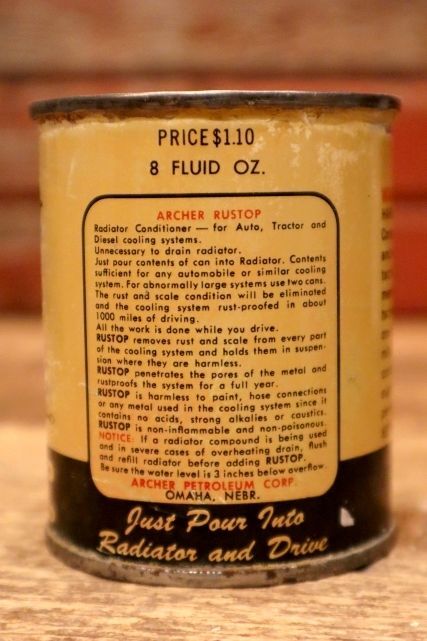 PRICE $1.10
8 FLUID OZ.
ARCHER RUSTOP
Radiator Conditioner — for Auto, Tractor and
Diesel cooling systems.
Unnecessary to drain radiator.
Just pour contents of can into Radiator. Contents
sufficient for any automobile or similar cooling
system. For abnormally large systems use two cans.
The rust and scale condition will be eliminated
and the cooling system rust-proofed in about
1000 miles of driving.
All the work is done while you drive.
RUSTOP removes rust and scale from every part
of the cooling system and holds them in suspen-
sion where they are harmless.
RUSTOP penetrates the pores of the metal and
rustproofs the system for a full year.
RUSTOP is harmless to paint, hose connections
or any metal used in the cooling system since it
contains no acids, strong alkalies or caustics.
RUSTOP is non-inflammable and non-poisonous.
NOTICE: If a radiator compound is being used
and in severe cases of overheating drain, flush
and refill radiator before adding RUSTOP.
Be sure the water level is 3 inches below overflow.
ARCHER PETROLEUM CORP.
OMAHA, NEBR.
Just Pour Into
Radiator and Drive